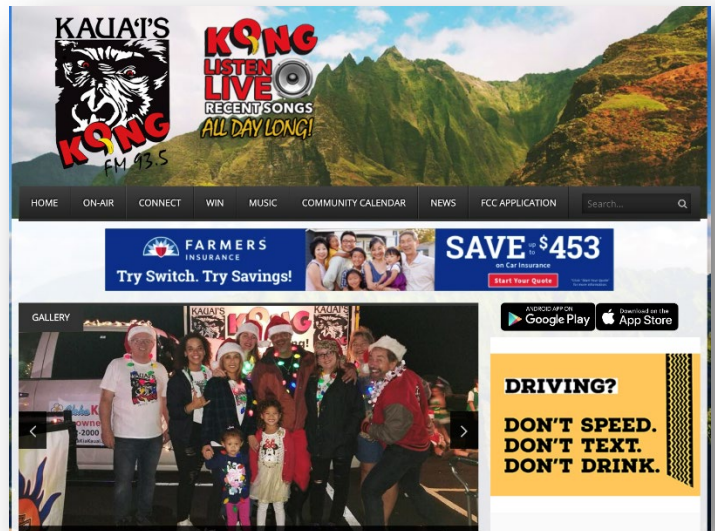 KAUAI'S
KONG
FM 93.5
KONG
LISTEN
LIVE
RECENT SONGS
ALL DAY LONG!
HOME
ON-AIR
CONNECT
WIN
MUSIC
COMMUNITY CALENDAR
NEWS
FCC APPLICATION
Search...
FARMERS
INSURANCE
Try Switch. Try Savings!
SAVE up to $453
on Car Insurance
Start Your Quote
GALLERY
KAUAI'S
KAUAI'S
ANDROID APP ON
Google Play
Download on the
App Store
DRIVING?
DON'T SPEED.
DON'T TEXT.
DON'T DRINK.